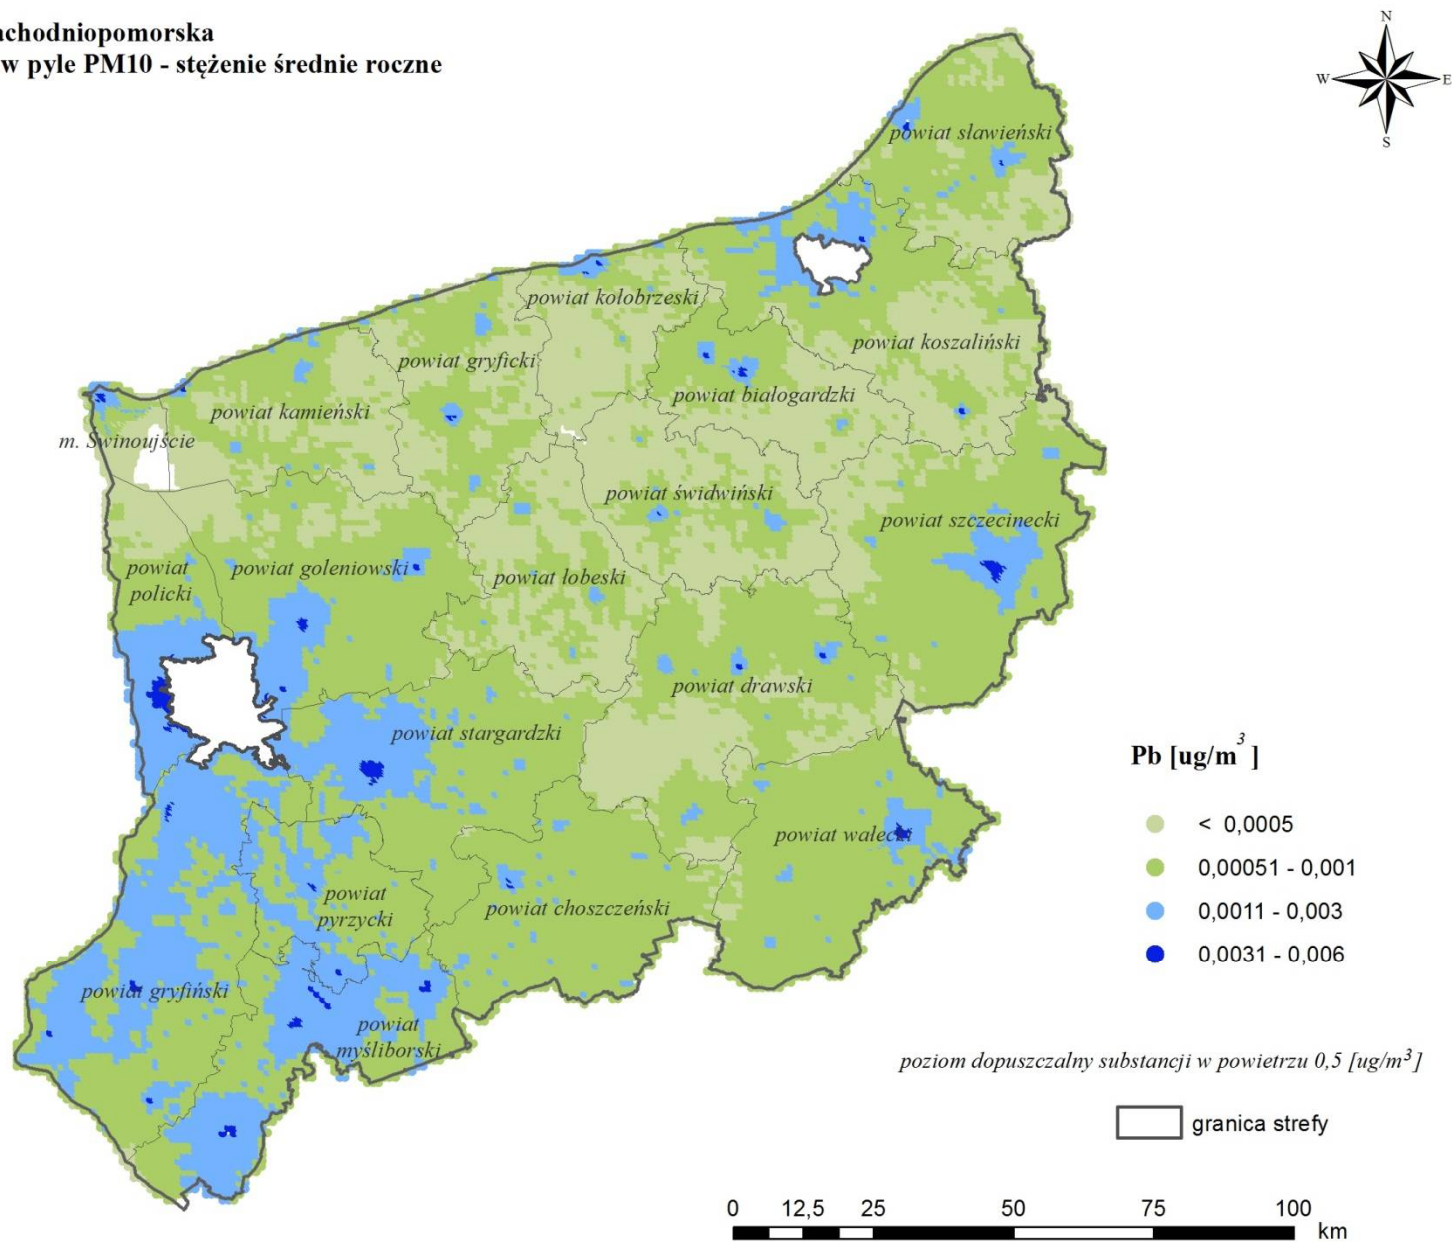 achodniopomorska
w pyle PM10 - stężenie średnie roczne
N
W
E
S
powiat sławieński
powiat kołobrzeski
powiat koszaliński
powiat gryficki
powiat białogardzki
powiat kamieński
m. Świnoujście
powiat świdwiński
powiat szczecinecki
powiat
policki
powiat goleniowski
powiat łobeski
powiat drawski
powiat stargardzki
powiat wałecki
powiat
pyrzycki
powiat choszczeński
powiat gryfiński
powiat
myśliborski
Pb [ug/m³ ]
< 0,0005
0,00051 - 0,001
0,0011 - 0,003
0,0031 - 0,006
poziom dopuszczalny substancji w powietrzu 0,5 [ug/m³]
granica strefy
0 12,5 25 50 75 100
km